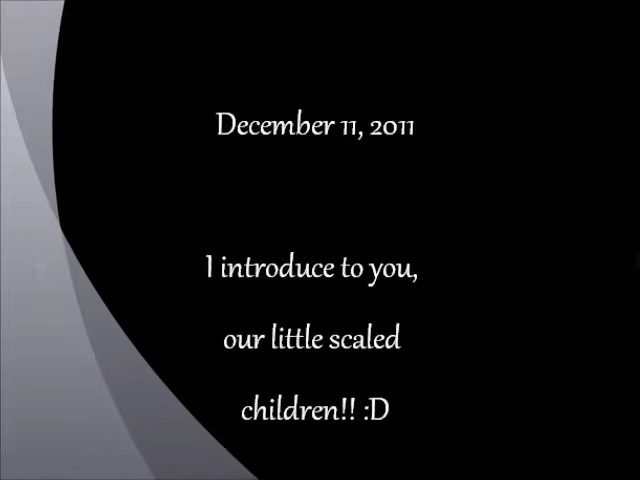 December 11, 2011
I introduce to you,
our little scaled
children!! :D